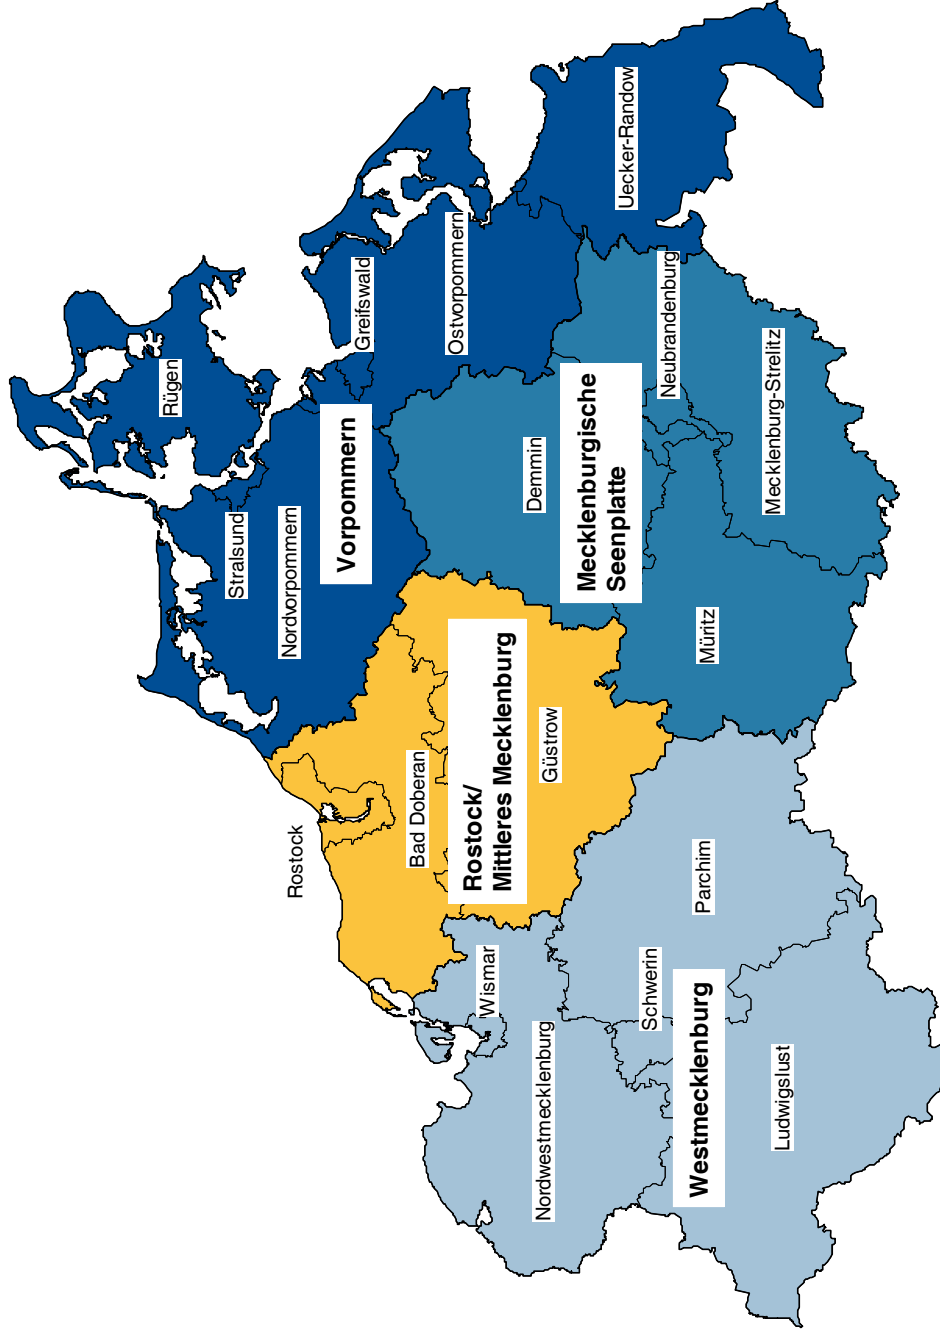 Rügen
Stralsund
Nordvorpommern
Vorpommern
Greifswald
Ostvorpommern
Uecker-Randow
Rostock
Bad Doberan
Rostock/
Mittleres Mecklenburg
Güstrow
Demmin
Mecklenburgische
Seenplatte
Neubrandenburg
Müritz
Mecklenburg-Strelitz
Wismar
Nordwestmecklenburg
Schwerin
Parchim
Westmecklenburg
Ludwigslust